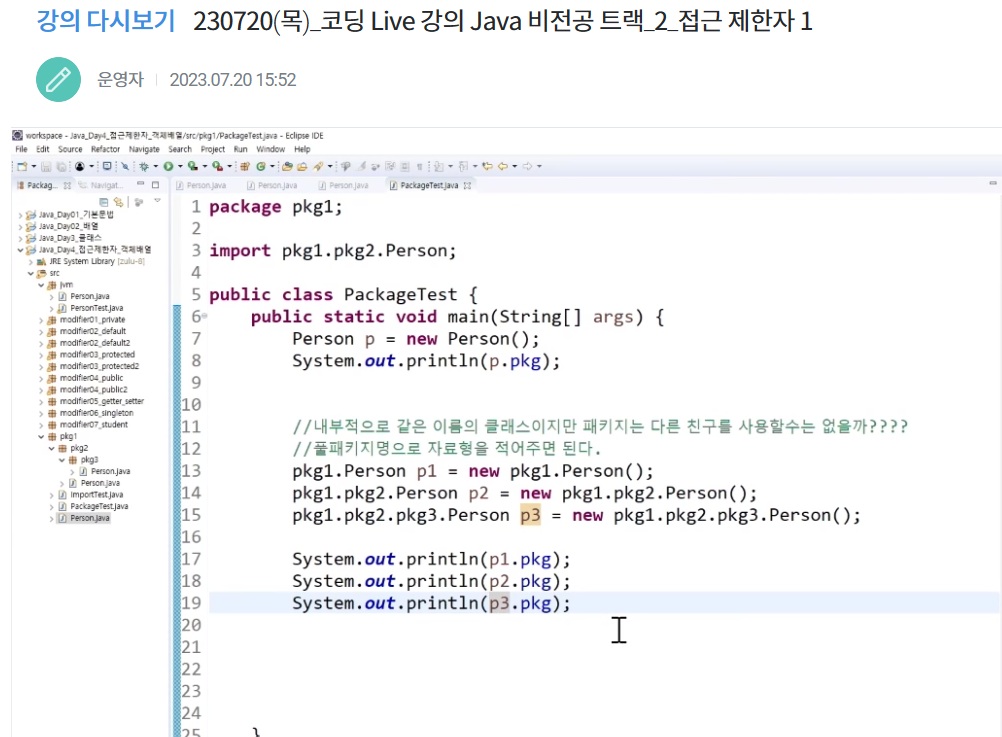 강의 다시보기 230720(목)_코딩 Live 강의 Java 비전공 트랙_2_접근 제한자 1
운영자 2023.07.20 15:52
workspace - Java_Day4_접근제한자_객체배열/src/pkg1/PackageTest.java - Eclipse IDE
File Edit Source Refactor Navigate Search Project Run Window Help
Packag... Navigat...
Person.java Person.java Person.java PackageTest.java
Java_Day01_기본문법
Java_Day02_배열
Java_Day3_클래스
Java_Day4_접근제한자_객체배열
JRE System Library [zulu-8]
src
jvm
Person.java
PersonTest.java
modifier01_private
modifier02_default
modifier02_default2
modifier03_protected
modifier03_protected2
modifier04_public
modifier04_public2
modifier05_getter_setter
modifier06_singleton
modifier07_student
pkg1
pkg2
pkg3
Person.java
Person.java
ImportTest.java
PackageTest.java
Person.java
1 package pkg1;
2
3 import pkg1.pkg2.Person;
4
5 public class PackageTest {
6 public static void main(String[] args) {
7 Person p = new Person();
8 System.out.println(p.pkg);
9
10
11 //내부적으로 같은 이름의 클래스이지만 패키지는 다른 친구를 사용할수는 없을까????
12 //풀패키지명으로 자료형을 적어주면 된다.
13 pkg1.Person p1 = new pkg1.Person();
14 pkg1.pkg2.Person p2 = new pkg1.pkg2.Person();
15 pkg1.pkg2.pkg3.Person p3 = new pkg1.pkg2.pkg3.Person();
16
17 System.out.println(p1.pkg);
18 System.out.println(p2.pkg);
19 System.out.println(p3.pkg);
20
21
22
23
24
25 }